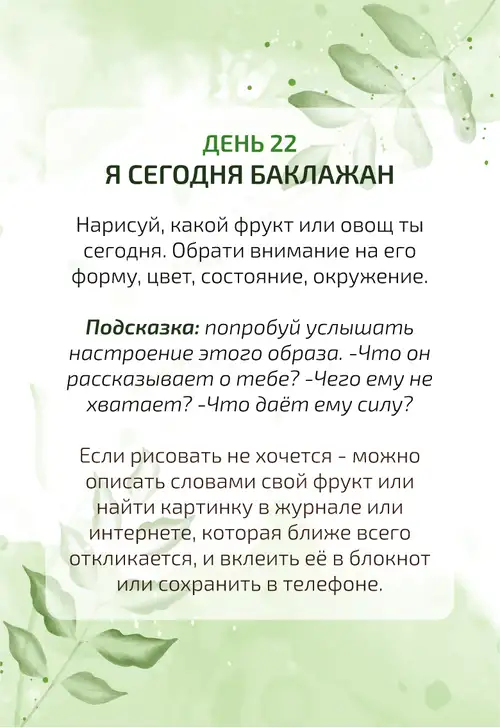 ДЕНЬ 22
Я СЕГОДНЯ БАКЛАЖАН
Нарисуй, какой фрукт или овощ ты
сегодня. Обрати внимание на его
форму, цвет, состояние, окружение.
Подсказка: попробуй услышать
настроение этого образа. -Что он
рассказывает о тебе? -Чего ему не
хватает? -Что даёт ему силу?
Если рисовать не хочется - можно
описать словами свой фрукт или
найти картинку в журнале или
интернете, которая ближе всего
откликается, и вклеить её в блокнот
или сохранить в телефоне.